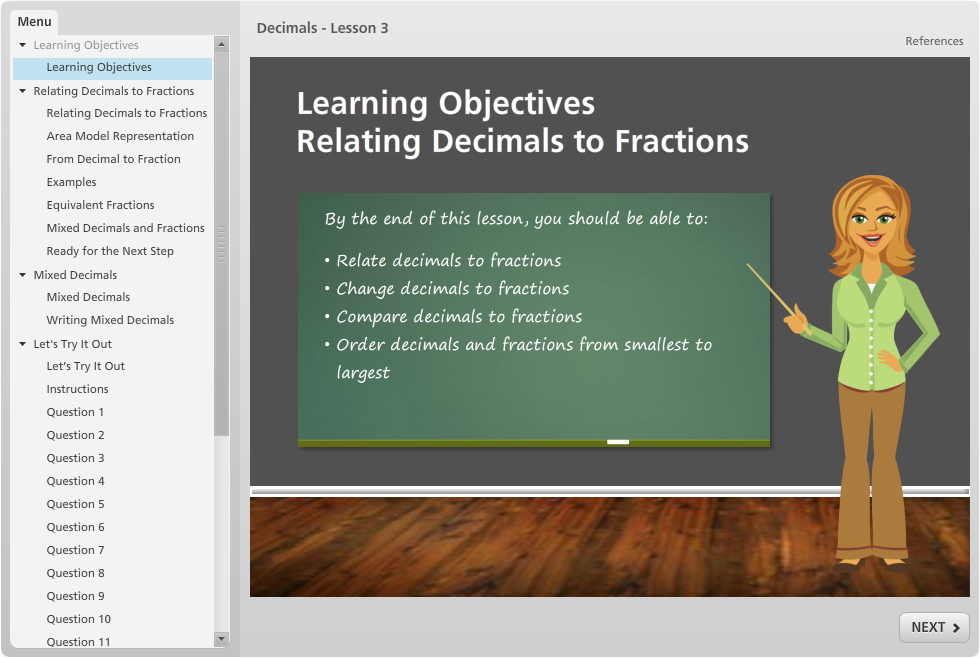 Menu
Learning Objectives
Learning Objectives
Relating Decimals to Fractions
Relating Decimals to Fractions
Area Model Representation
From Decimal to Fraction
Examples
Equivalent Fractions
Mixed Decimals and Fractions
Ready for the Next Step
Mixed Decimals
Mixed Decimals
Writing Mixed Decimals
Let's Try It Out
Let's Try It Out
Instructions
Question 1
Question 2
Question 3
Question 4
Question 5
Question 6
Question 7
Question 8
Question 9
Question 10
Question 11
Decimals - Lesson 3
References
Learning Objectives
Relating Decimals to Fractions
By the end of this lesson, you should be able to:
• Relate decimals to fractions
• Change decimals to fractions
• Compare decimals to fractions
• Order decimals and fractions from smallest to
largest
NEXT